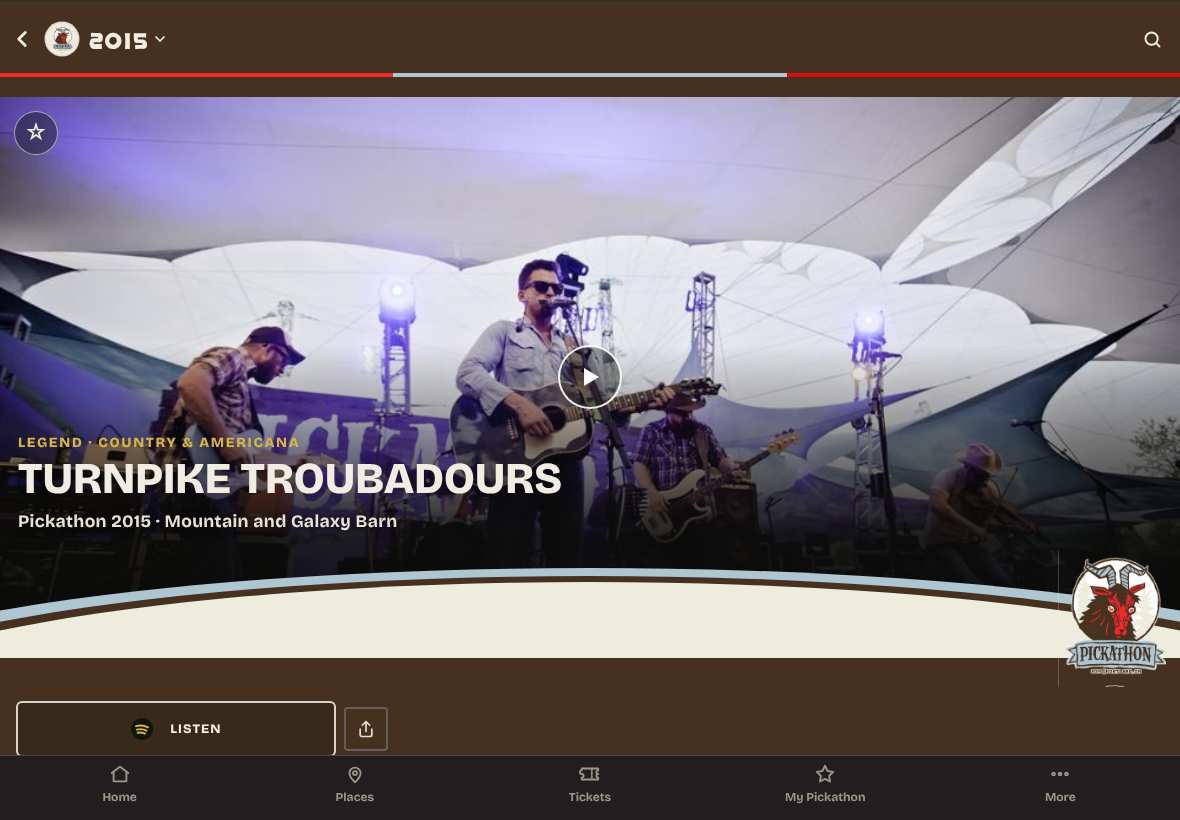 2015
LEGEND · COUNTRY & AMERICANA
TURNPIKE TROUBADOURS
Pickathon 2015 · Mountain and Galaxy Barn
PICKATHON
LISTEN
Home
Places
Tickets
My Pickathon
More